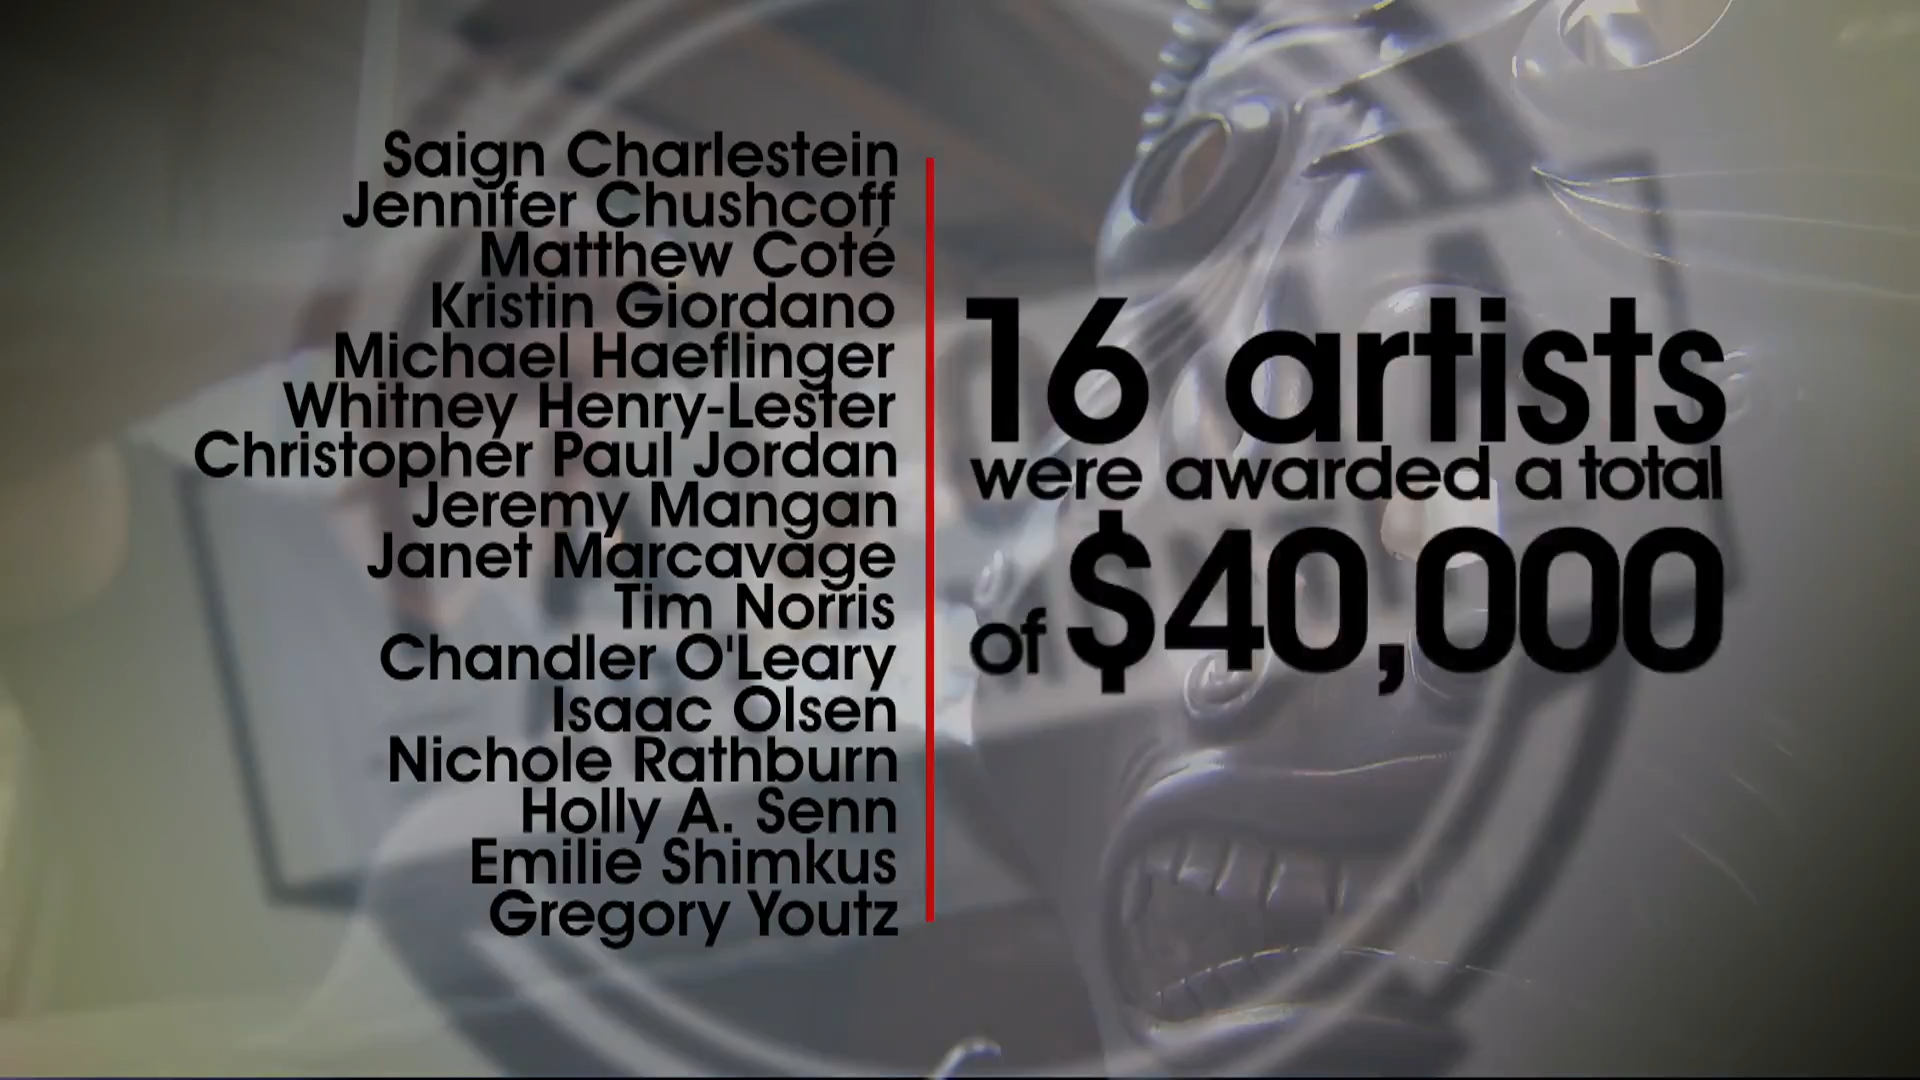 Saign Charlestein
Jennifer Chushcoff
Matthew Coté
Kristin Giordano
Michael Haeflinger
Whitney Henry-Lester
Christopher Paul Jordan
Jeremy Mangan
Janet Marcavage
Tim Norris
Chandler O'Leary
Isaac Olsen
Nichole Rathburn
Holly A. Senn
Emilie Shimkus
Gregory Youtz
16 artists
were awarded a total
of $40,000